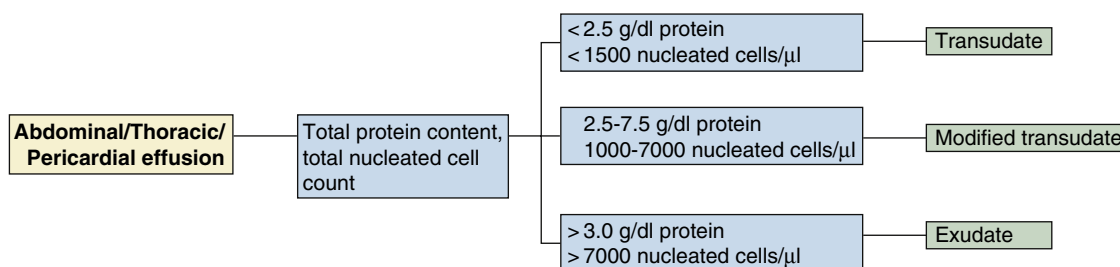 Abdominal/Thoracic/
Pericardial effusion
Total protein content,
total nucleated cell
count
< 2.5 g/dl protein
< 1500 nucleated cells/μl
Transudate
2.5-7.5 g/dl protein
1000-7000 nucleated cells/μl
Modified transudate
> 3.0 g/dl protein
> 7000 nucleated cells/μl
Exudate